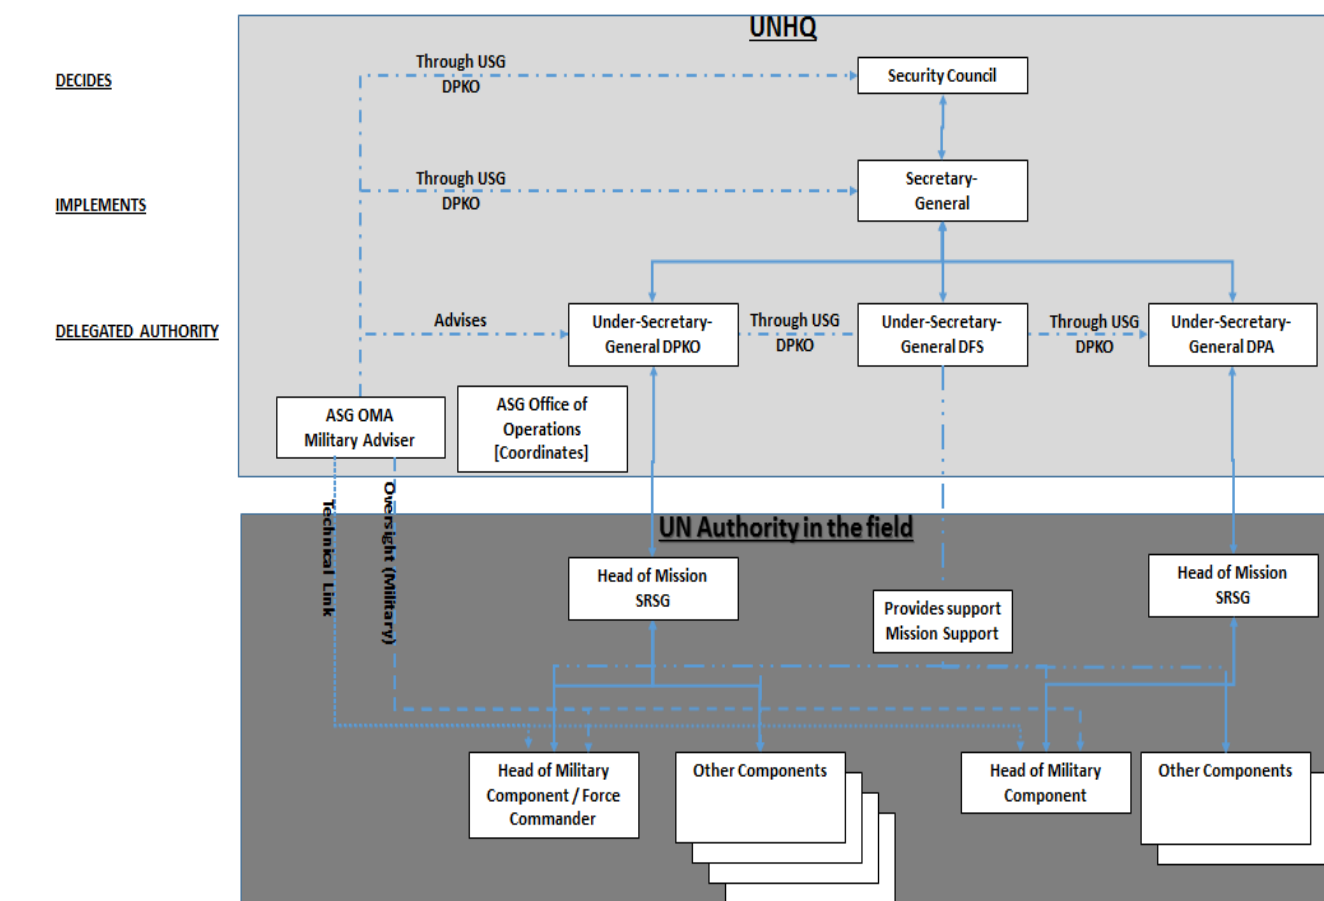 UNHQ
Through USG
DPKO
Security Council
DECIDES
Through USG
DPKO
Secretary-
General
IMPLEMENTS
Advises
Under-Secretary-
General DPKO
Through USG
DPKO
Under-Secretary-
General DFS
Through USG
DPKO
Under-Secretary-
General DPA
DELEGATED AUTHORITY
ASG OMA
Military Adviser
ASG Office of
Operations
[Coordinates]
Technical Link
Oversight (Military)
UN Authority in the field
Head of Mission
SRSG
Provides support
Mission Support
Head of Mission
SRSG
Head of Military
Component / Force
Commander
Other Components
Head of Military
Component
Other Components